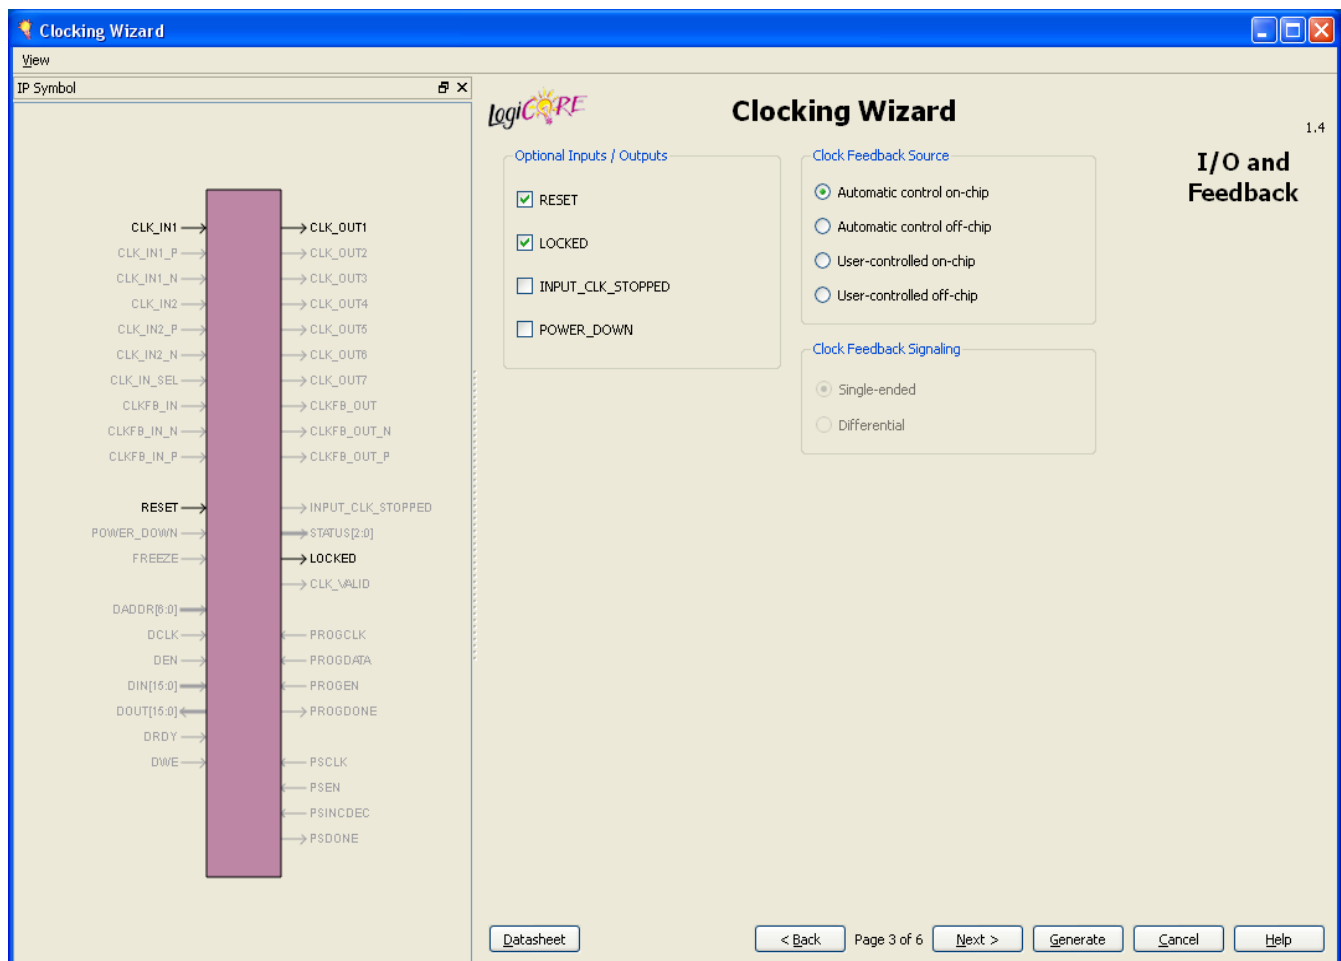 Clocking Wizard
View
IP Symbol
LogiCORE
Clocking Wizard
1.4
I/O and
Feedback
Optional Inputs / Outputs
RESET
LOCKED
INPUT_CLK_STOPPED
POWER_DOWN
Clock Feedback Source
Automatic control on-chip
Automatic control off-chip
User-controlled on-chip
User-controlled off-chip
Clock Feedback Signaling
Single-ended
Differential
CLK_IN1 CLK_OUT1
CLK_IN1_P CLK_OUT2
CLK_IN1_N CLK_OUT3
CLK_IN2 CLK_OUT4
CLK_IN2_P CLK_OUT5
CLK_IN2_N CLK_OUT6
CLK_IN_SEL CLK_OUT7
CLKFB_IN CLKFB_OUT
CLKFB_IN_N CLKFB_OUT_N
CLKFB_IN_P CLKFB_OUT_P
RESET INPUT_CLK_STOPPED
POWER_DOWN STATUS[2:0]
FREEZE LOCKED
CLK_VALID
DADDR[6:0]
DCLK PROGCLK
DEN PROGDATA
DIN[15:0] PROGEN
DOUT[15:0] PROGDONE
DRDY
DWE PSCLK
PSEN
PSINCDEC
PSDONE
Datasheet < Back Page 3 of 6 Next > Generate Cancel Help